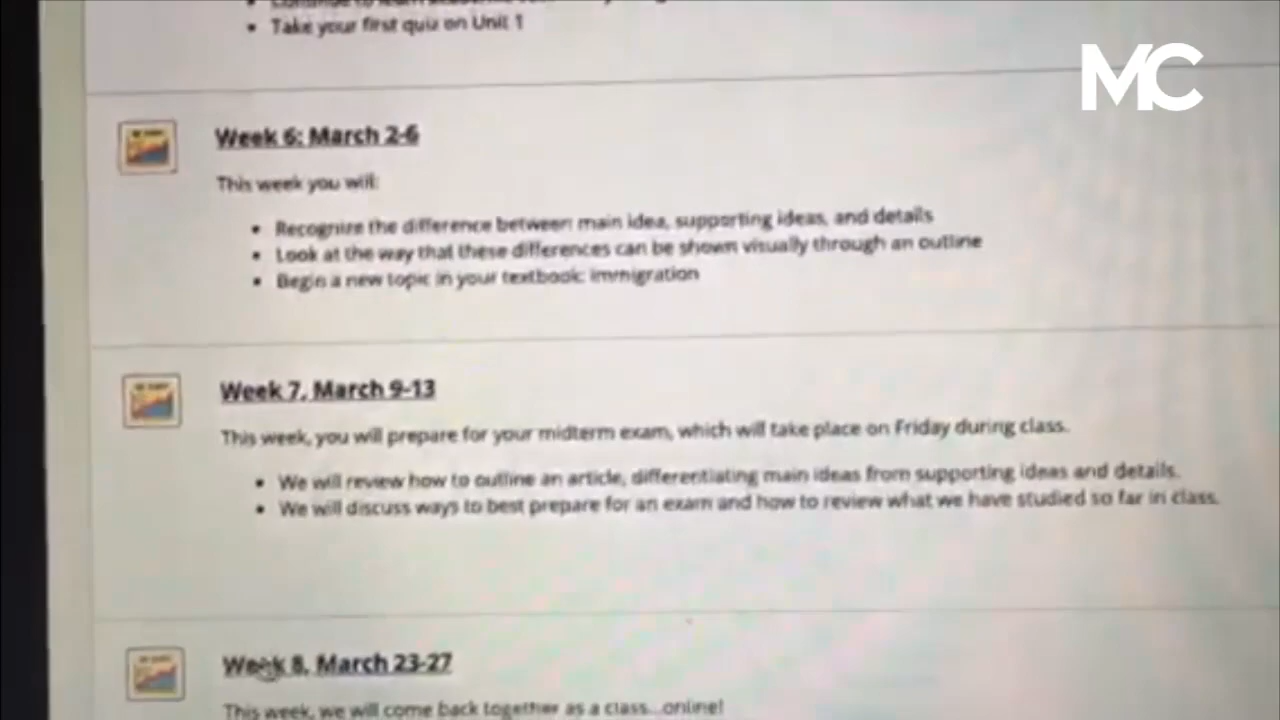 Take your first quiz on Unit 1
MC
Week 6: March 2-6
This week you will:
Recognize the difference between main idea, supporting ideas, and details
Look at the way that these differences can be shown visually through an outline
Begin a new topic in your textbook: immigration
Week 7, March 9-13
This week, you will prepare for your midterm exam, which will take place on Friday during class.
We will review how to outline an article, differentiating main ideas from supporting ideas and details.
We will discuss ways to best prepare for an exam and how to review what we have studied so far in class.
Week 8, March 23-27
This week, we will come back together as a class...online!